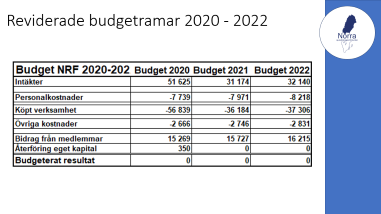 Reviderade budgetramar 2020 - 2022
Norra
Budget NRF 2020-202 Budget 2020 Budget 2021 Budget 2022
Intäkter 51 625 31 174 32 140
Personalkostnader -7 739 -7 971 -8 218
Köpt verksamhet -56 839 -36 184 -37 306
Övriga kostnader -2 666 -2 746 -2 831
Bidrag från medlemmar 15 269 15 727 16 215
Återföring eget kapital 350 0 0
Budgeterat resultat 0 0 0